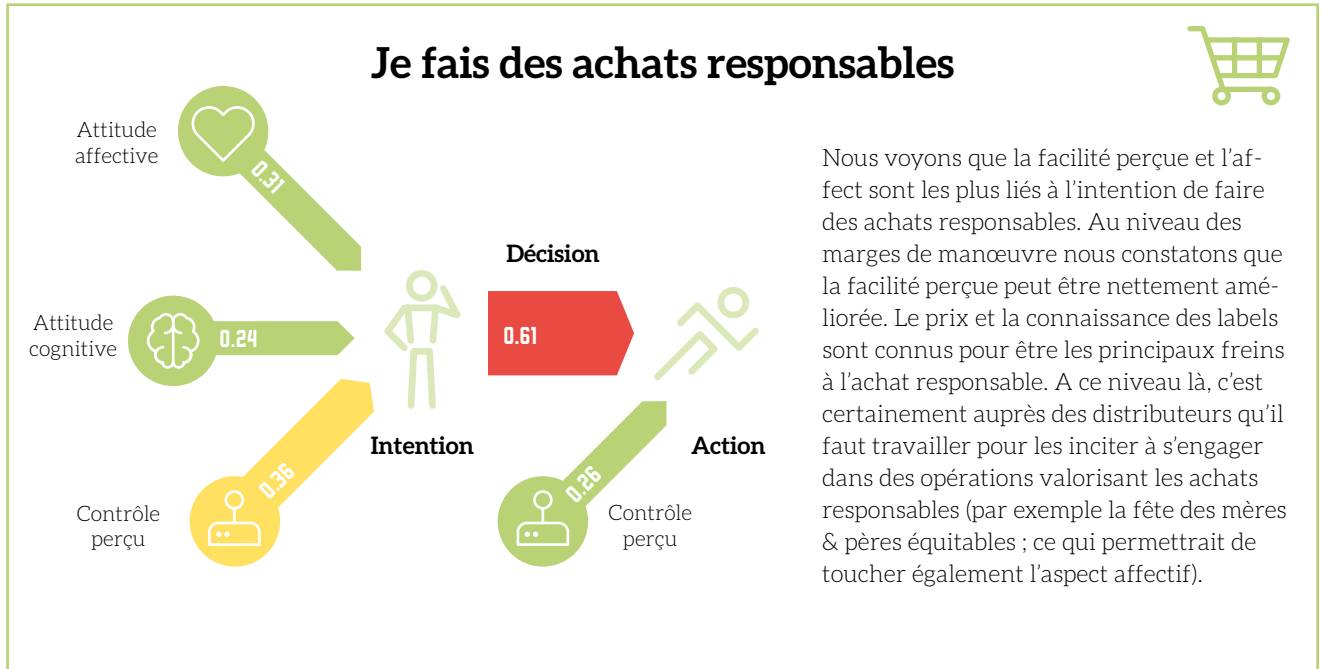 Je fais des achats responsables
Attitude
affective
0.31
Attitude
cognitive
0.24
Contrôle
perçu
0.36
Intention
Décision
0.61
Action
0.26
Contrôle
perçu
Nous voyons que la facilité perçue et l’af-
fect sont les plus liés à l’intention de faire
des achats responsables. Au niveau des
marges de manœuvre nous constatons que
la facilité perçue peut être nettement amé-
liorée. Le prix et la connaissance des labels
sont connus pour être les principaux freins
à l’achat responsable. A ce niveau là, c’est
certainement auprès des distributeurs qu’il
faut travailler pour les inciter à s’engager
dans des opérations valorisant les achats
responsables (par exemple la fête des mères
& pères équitables ; ce qui permettrait de
toucher également l’aspect affectif).